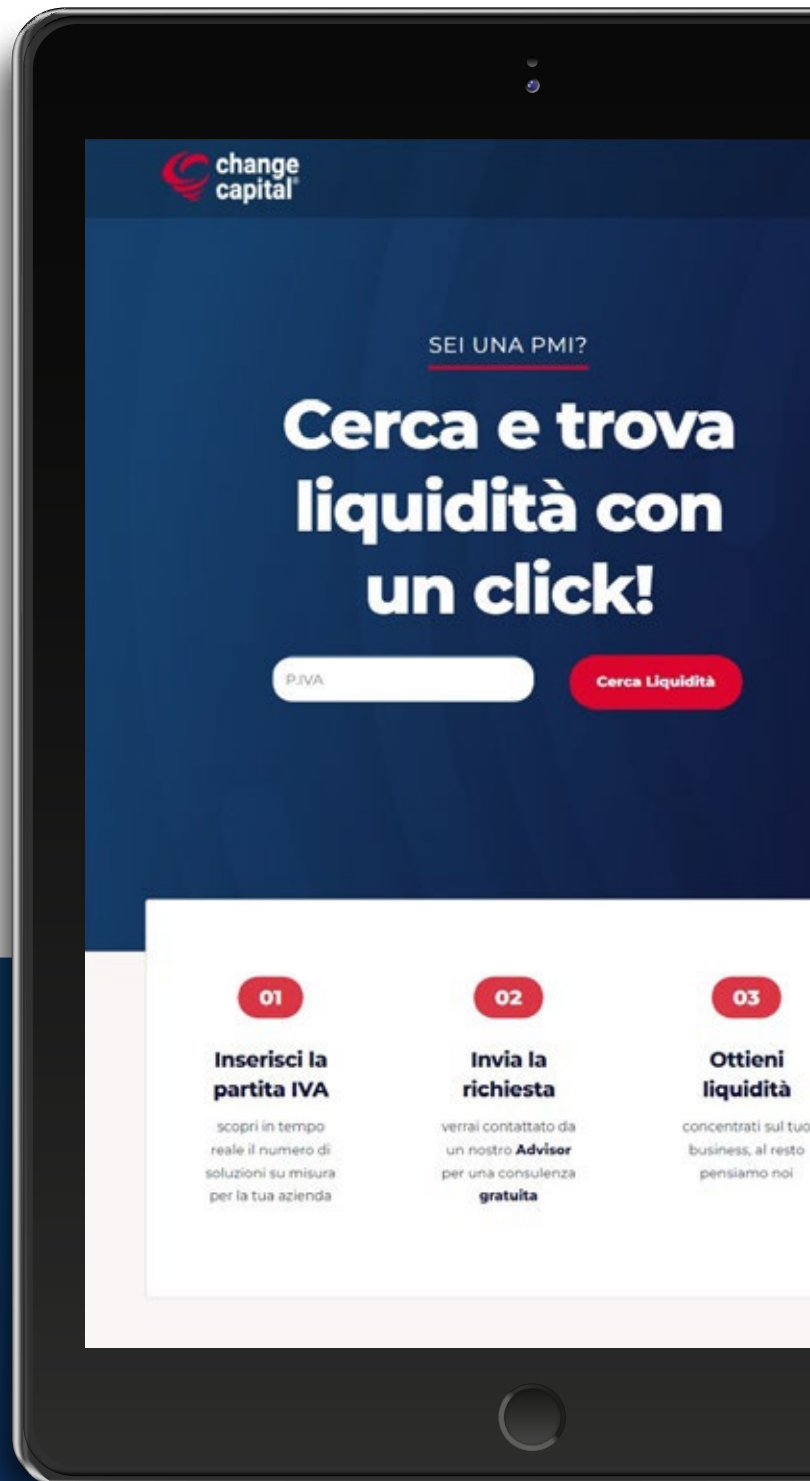 change
capital®
SEI UNA PMI?
Cerca e trova
liquidità con
un click!
P.IVA
Cerca Liquidità
01
Inserisci la
partita IVA
scopri in tempo
reale il numero di
soluzioni su misura
per la tua azienda
02
Invia la
richiesta
verrai contattato da
un nostro Advisor
per una consulenza
gratuita
03
Ottieni
liquidità
concentrati sul tuo
business, al resto
pensiamo noi